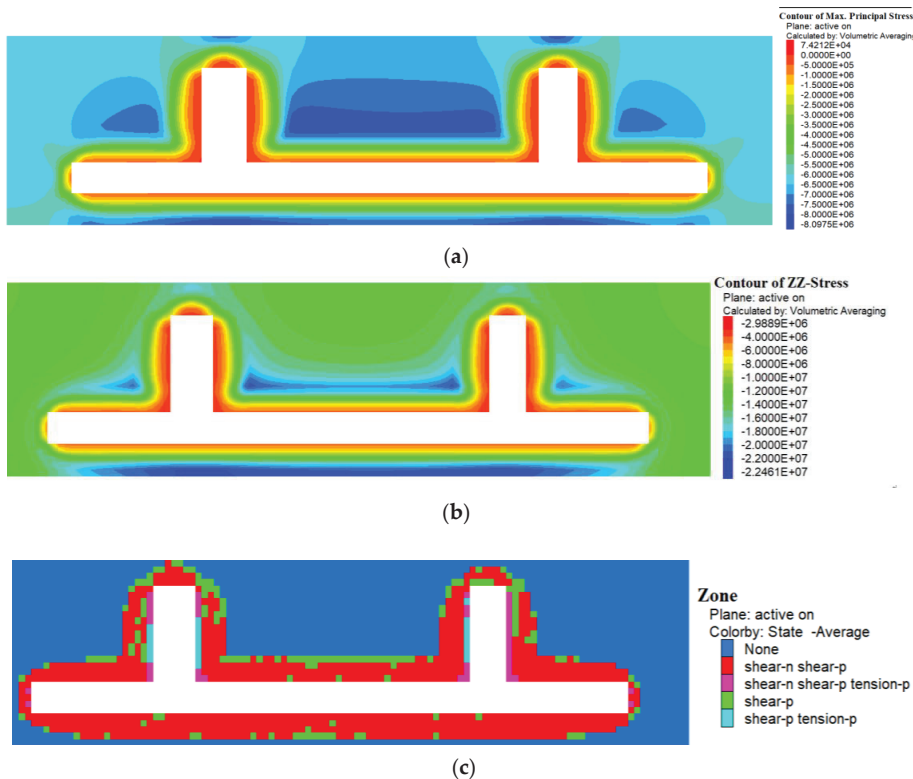 Contour of Max. Principal Stress
Plane: active on
Calculated by: Volumetric Averaging
7.4212E+04
0.0000E+00
-5.0000E+05
-1.0000E+06
-1.5000E+06
-2.0000E+06
-2.5000E+06
-3.0000E+06
-3.5000E+06
-4.0000E+06
-4.5000E+06
-5.0000E+06
-5.5000E+06
-6.0000E+06
-6.5000E+06
-7.0000E+06
-7.5000E+06
-8.0000E+06
-8.0975E+06
(a)
Contour of ZZ-Stress
Plane: active on
Calculated by: Volumetric Averaging
-2.9889E+06
-4.0000E+06
-6.0000E+06
-8.0000E+06
-1.0000E+07
-1.2000E+07
-1.4000E+07
-1.6000E+07
-1.8000E+07
-2.0000E+07
-2.2000E+07
-2.2461E+07
(b)
Zone
Plane: active on
Colorby: State -Average
None
shear-n shear-p
shear-n shear-p tension-p
shear-p
shear-p tension-p
(c)